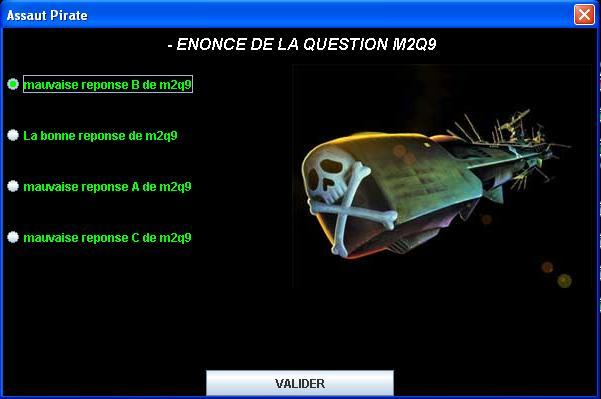 Assaut Pirate
- ENONCE DE LA QUESTION M2Q9
mauvaise reponse B de m2q9
La bonne reponse de m2q9
mauvaise reponse A de m2q9
mauvaise reponse C de m2q9
VALIDER